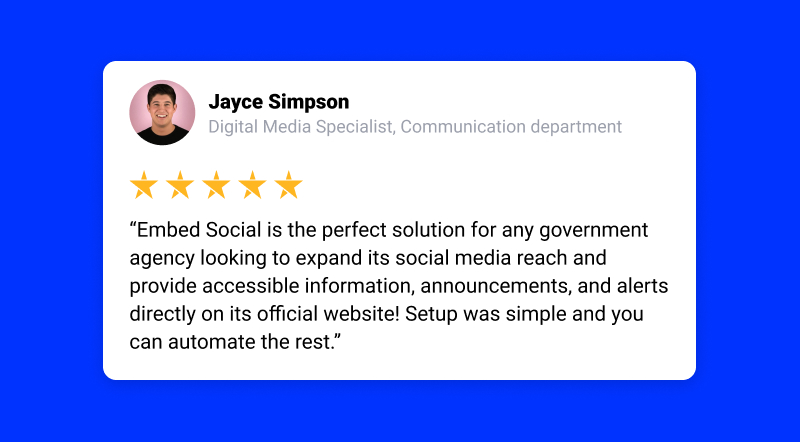 Jayce Simpson
Digital Media Specialist, Communication department
“Embed Social is the perfect solution for any government
agency looking to expand its social media reach and
provide accessible information, announcements, and alerts
directly on its official website! Setup was simple and you
can automate the rest.”